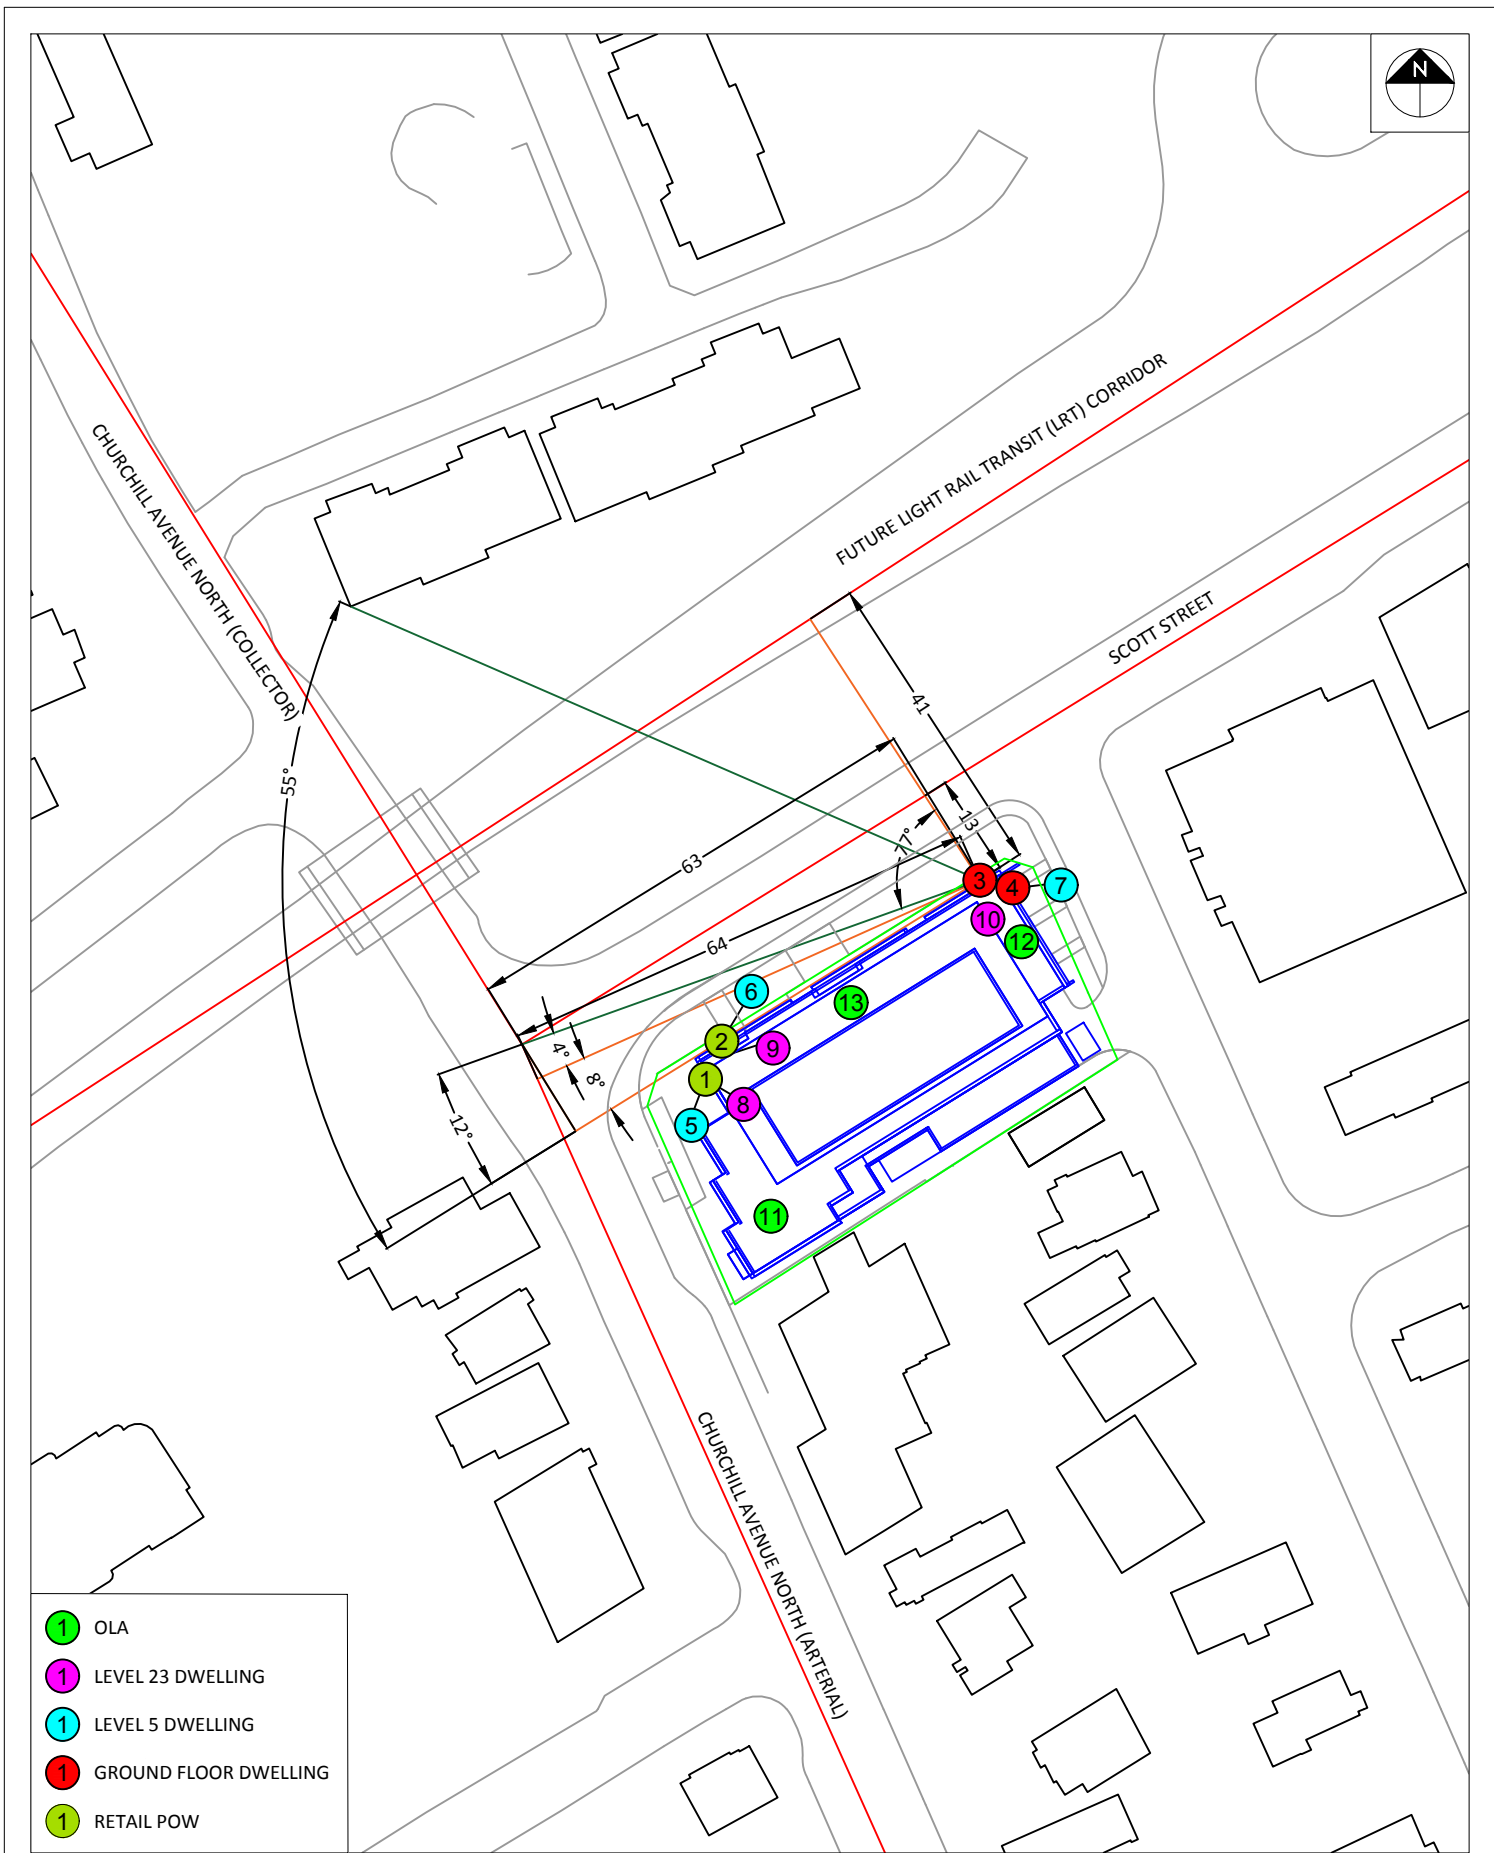 N
CHURCHILL AVENUE NORTH (COLLECTOR)
FUTURE LIGHT RAIL TRANSIT (LRT) CORRIDOR
SCOTT STREET
41
55°
63
13
77°
64
3
4
7
10
12
6
13
2
9
1
8
5
4°
8°
12°
11
CHURCHILL AVENUE NORTH (ARTERIAL)
1 OLA
1 LEVEL 23 DWELLING
1 LEVEL 5 DWELLING
1 GROUND FLOOR DWELLING
1 RETAIL POW